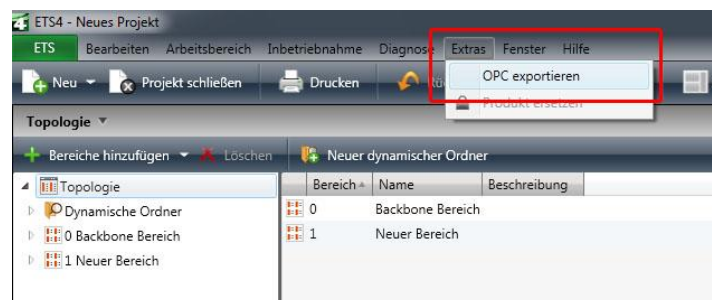 ETS4 - Neues Projekt
ETS Bearbeiten Arbeitsbereich Inbetriebnahme Diagnose Extras Fenster Hilfe
Neu Projekt schließen Drucken
OPC exportieren
Produkt ersetzen
Topologie
Bereiche hinzufügen Löschen Neuer dynamischer Ordner
Topologie
Dynamische Ordner
0 Backbone Bereich
1 Neuer Bereich
Bereich Name Beschreibung
0 Backbone Bereich
1 Neuer Bereich